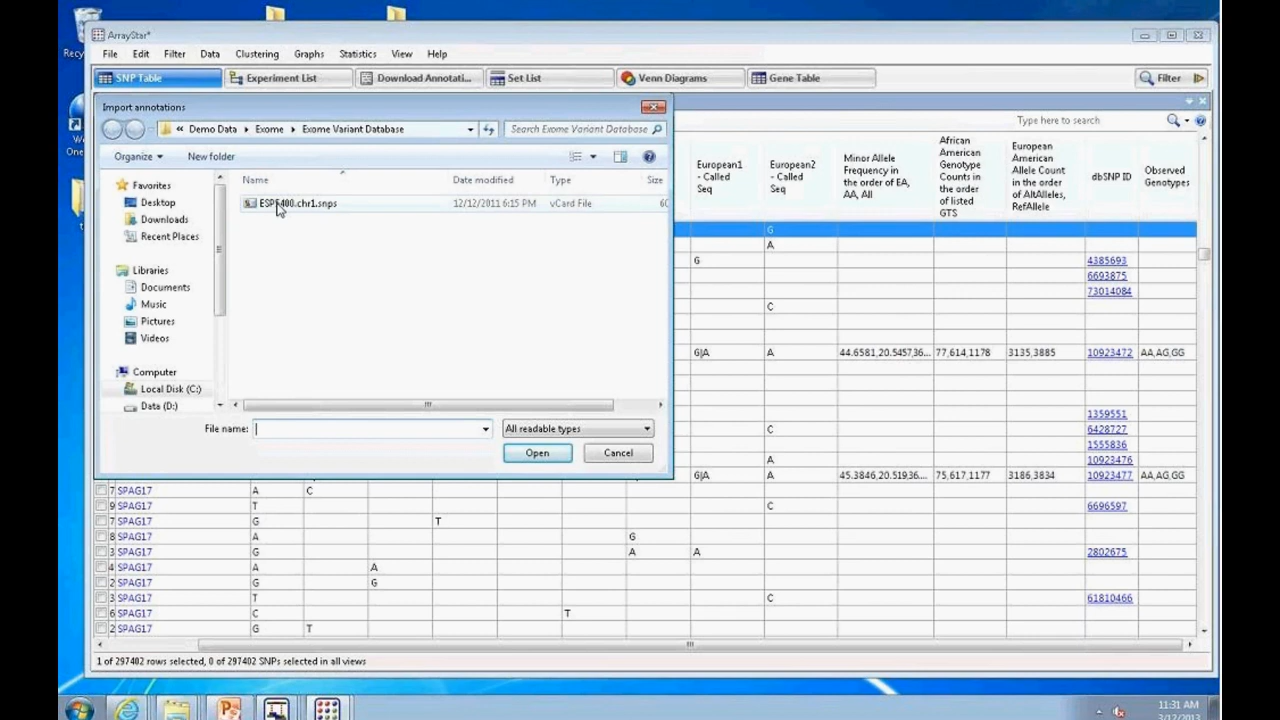 Recy
ArrayStar*
File Edit Filter Data Clustering Graphs Statistics View Help
SNP Table Experiment List Download Annotati... Set List Venn Diagrams Gene Table Filter
Import annotations
« Demo Data Exome Exome Variant Database Search Exome Variant Database
Organize New folder
Name Date modified Type Size
ESP5400.chr1.snps 12/12/2011 6:15 PM vCard File 60
Favorites
Desktop
Downloads
Recent Places
Libraries
Documents
Music
Pictures
Videos
Computer
Local Disk (C:)
Data (D:)
File name: All readable types
Open Cancel
Type here to search
European1 - Called Seq
European2 - Called Seq
Minor Allele Frequency in the order of EA, AA, All
African American Genotype Counts in the order of listed GTS
European American Allele Count in the order of AltAlleles, RefAllele
dbSNP ID
Observed Genotypes
G
A
G 4385693
6693875
73014084
C
G|A A 44.6581,20.5457,36... 77,614,1178 3135,3885 10923472 AA,AG,GG
1359551
C 6428727
1555836
A 10923476
G|A A 45.3846,20.519,36... 75,617,1177 3186,3834 10923477 AA,AG,GG
7 SPAG17 A C
9 SPAG17 T C 6696597
7 SPAG17 G T
8 SPAG17 A G
3 SPAG17 G A A 2802675
4 SPAG17 A A
2 SPAG17 G G
3 SPAG17 T C 61810466
6 SPAG17 C T
2 SPAG17 G T
1 of 297402 rows selected, 0 of 297402 SNPs selected in all views
11:31 AM
3/12/2013